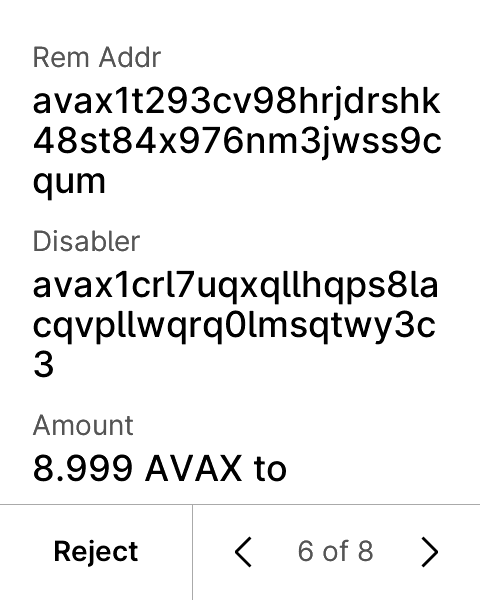 Rem Addr
avax1t293cv98hrjdrshk
48st84x976nm3jwss9c
qum
Disabler
avax1crl7uqxqllhqps8la
cqvpllwqrq0lmsqtwy3c
3
Amount
8.999 AVAX to
Reject
6 of 8